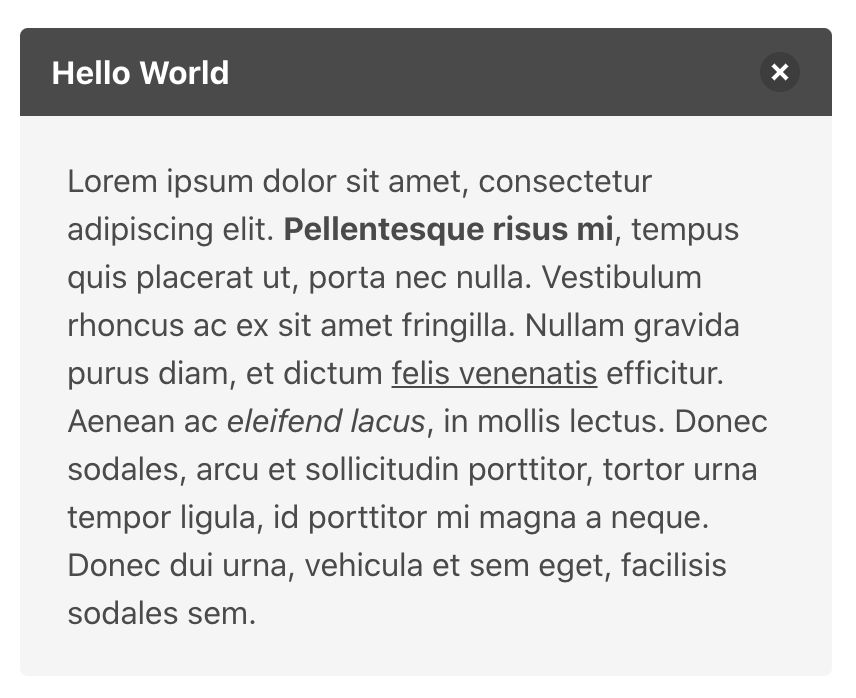 Hello World
Lorem ipsum dolor sit amet, consectetur
adipiscing elit. Pellentesque risus mi, tempus
quis placerat ut, porta nec nulla. Vestibulum
rhoncus ac ex sit amet fringilla. Nullam gravida
purus diam, et dictum felis venenatis efficitur.
Aenean ac eleifend lacus, in mollis lectus. Donec
sodales, arcu et sollicitudin porttitor, tortor urna
tempor ligula, id porttitor mi magna a neque.
Donec dui urna, vehicula et sem eget, facilisis
sodales sem.